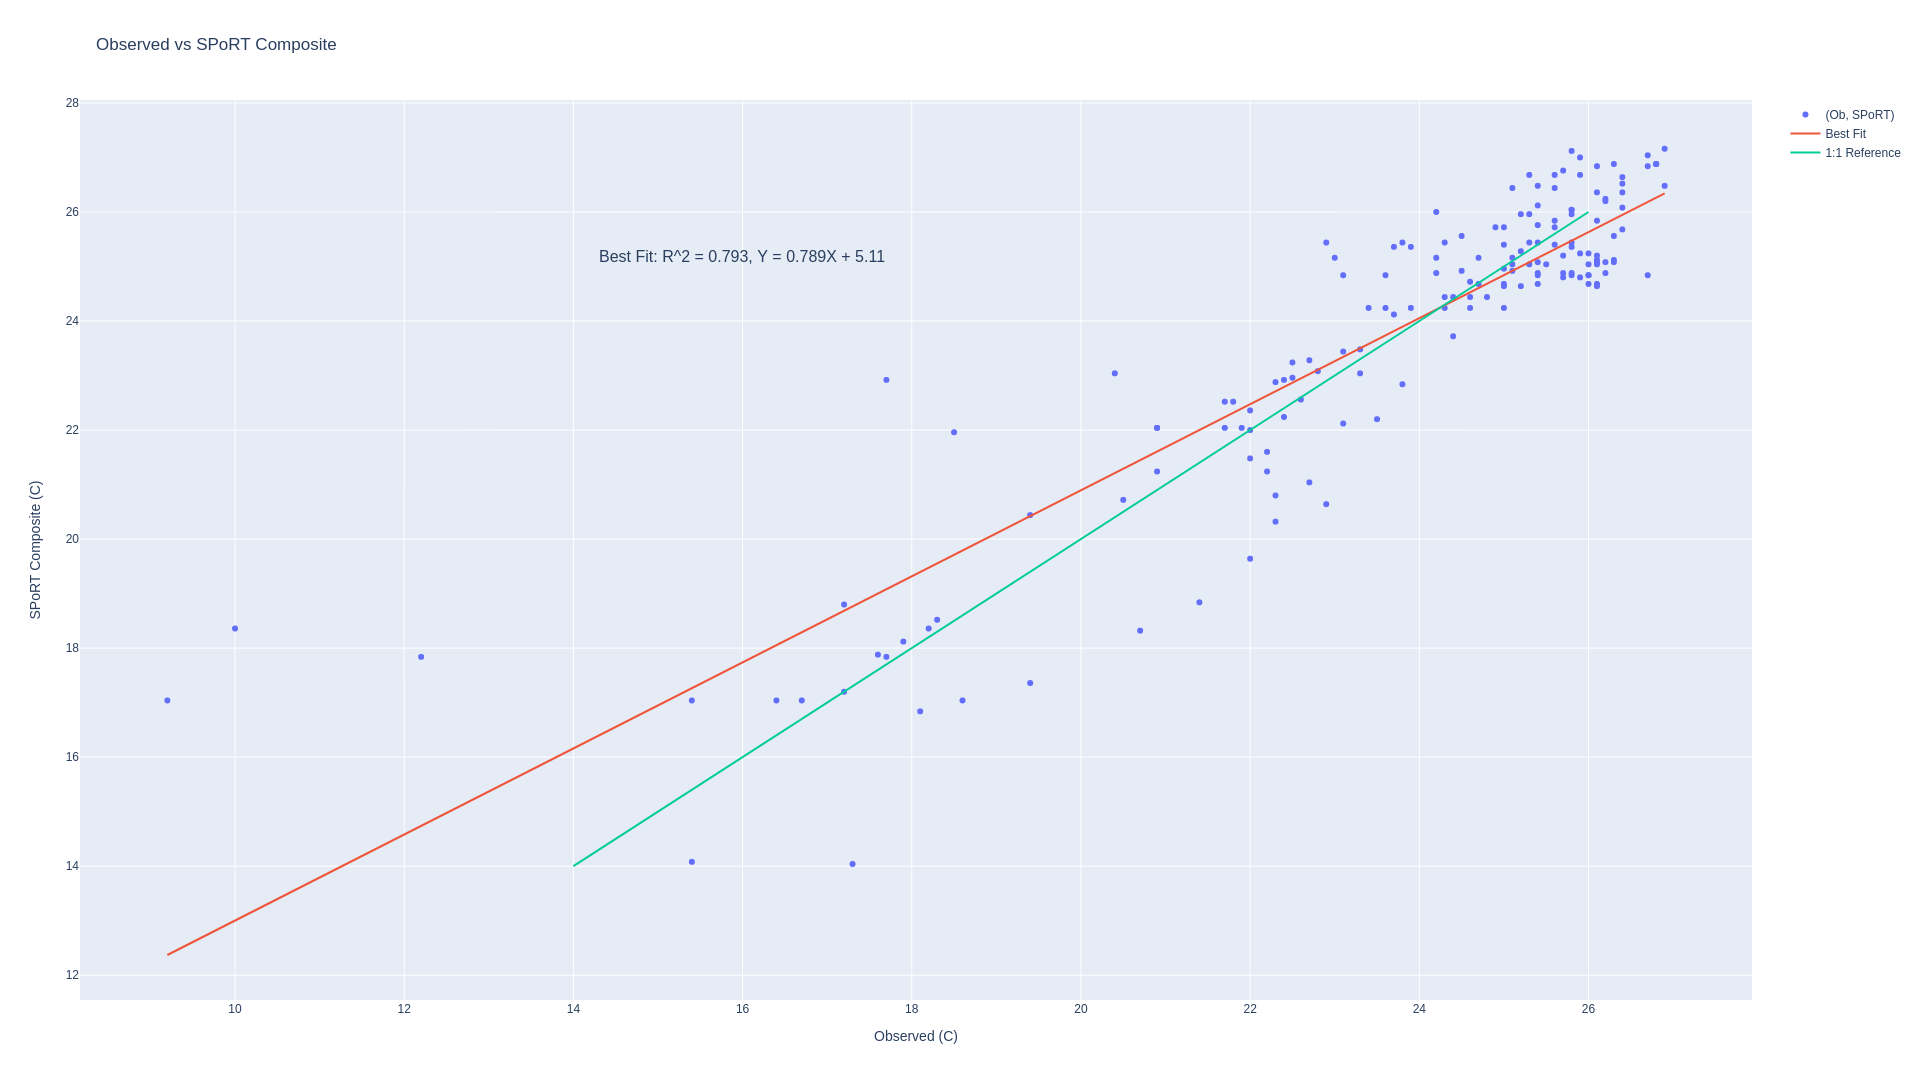 Observed vs SPoRT Composite
28
26
24
22
20
18
16
14
12
SPoRT Composite (C)
Best Fit: R^2 = 0.793, Y = 0.789X + 5.11
10
12
14
16
18
20
22
24
26
Observed (C)
(Ob, SPoRT)
Best Fit
1:1 Reference